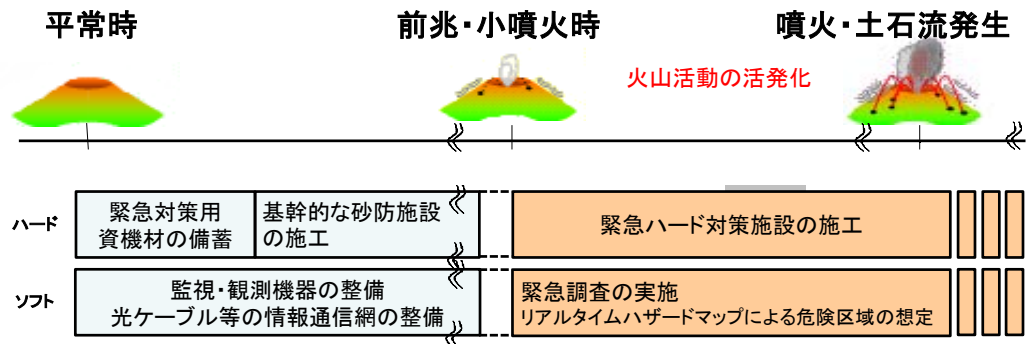 平常時
前兆・小噴火時
噴火・土石流発生
火山活動の活発化
ハード
緊急対策用
資機材の備蓄
基幹的な砂防施設
の施工
緊急ハード対策施設の施工
ソフト
監視・観測機器の整備
光ケーブル等の情報通信網の整備
緊急調査の実施
リアルタイムハザードマップによる危険区域の想定